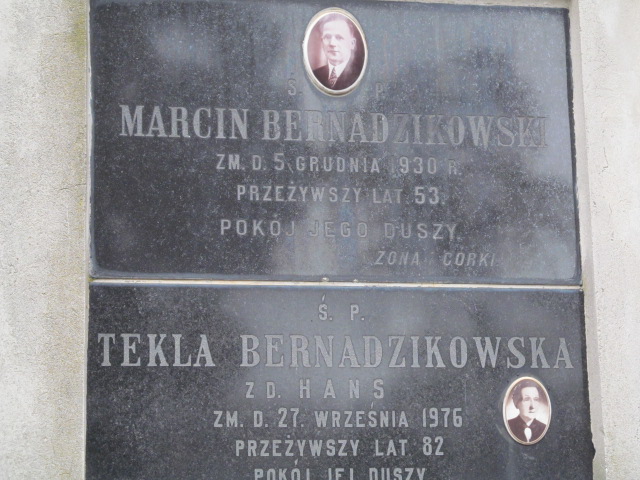 Ś. P.
MARCIN BERNADZIKOWSKI
ZM. D. 5 GRUDNIA 1930 R.
PRZEŻYWSZY LAT 53.
POKÓJ JEGO DUSZY.
ŻONA i CÓRKI
Ś. P.
TEKLA BERNADZIKOWSKA
Z D. HANS
ZM. D. 27. WRZEŚNIA 1976
PRZEŻYWSZY LAT 82
POKÓJ JEJ DUSZY